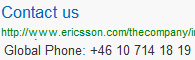 Contact us
http://www.ericsson.com/thecompany/i
Global Phone: +46 10 714 18 19